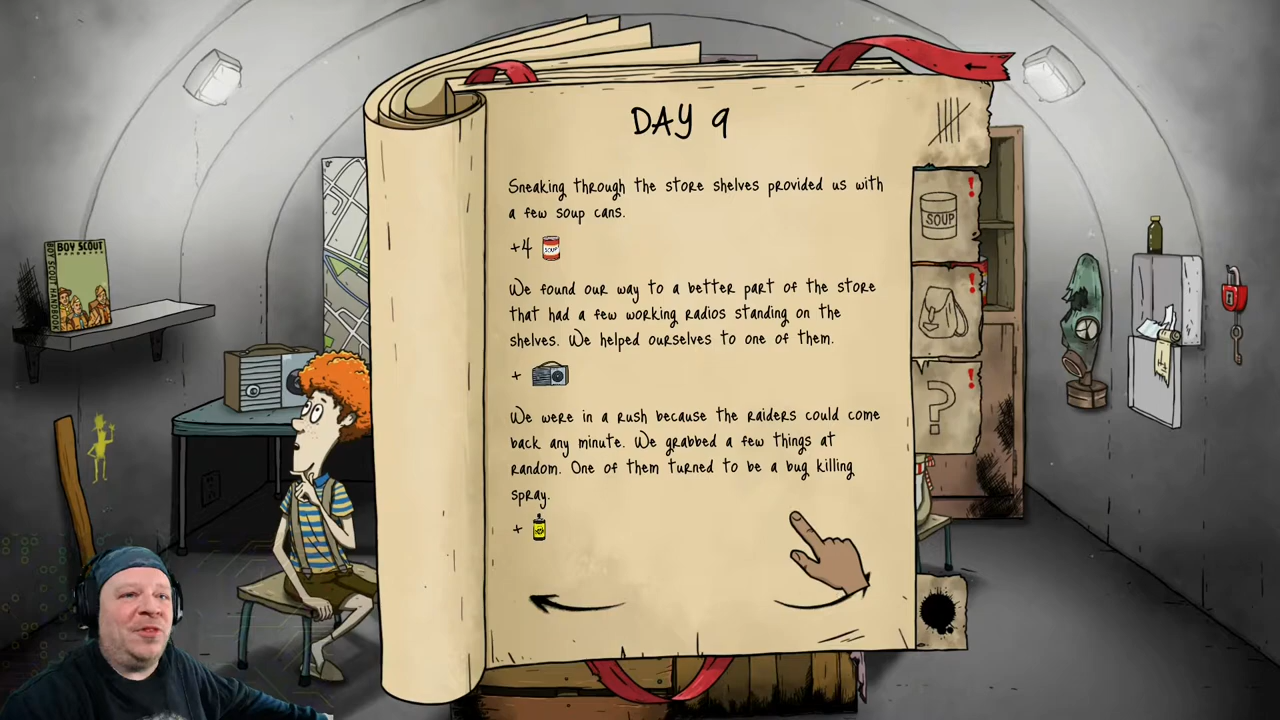 DAY 9
Sneaking through the store shelves provided us with
a few soup cans.
+4
SOUP
We found our way to a better part of the store
that had a few working radios standing on the
shelves. We helped ourselves to one of them.
+
We were in a rush because the raiders could come
back any minute. We grabbed a few things at
random. One of them turned to be a bug killing
spray.
+
SOUP
!
!
?
!
BOY SCOUT
BOY SCOUT HANDBOOK